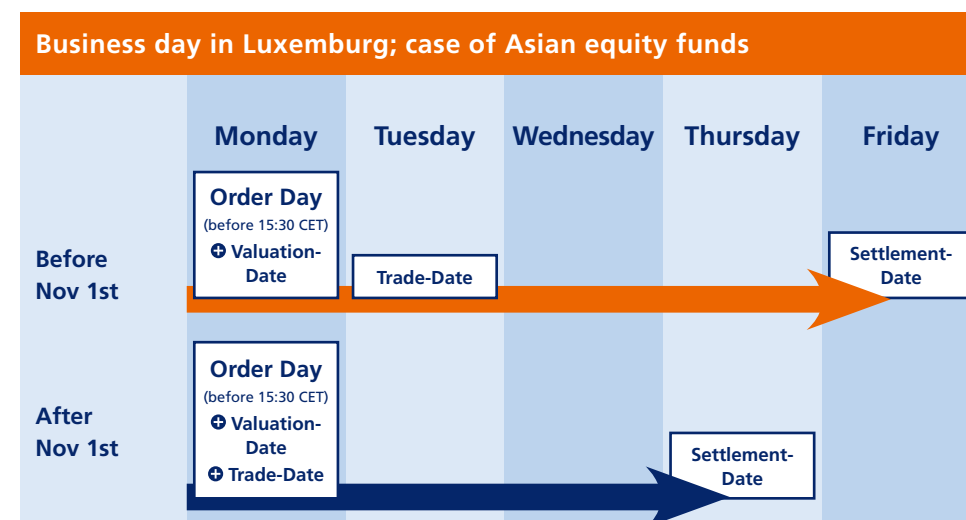 Business day in Luxemburg; case of Asian equity funds
Monday
Tuesday
Wednesday
Thursday
Friday
Before
Nov 1st
Order Day
(before 15:30 CET)
+ Valuation-
Date
Trade-Date
Settlement-
Date
After
Nov 1st
Order Day
(before 15:30 CET)
+ Valuation-
Date
+ Trade-Date
Settlement-
Date